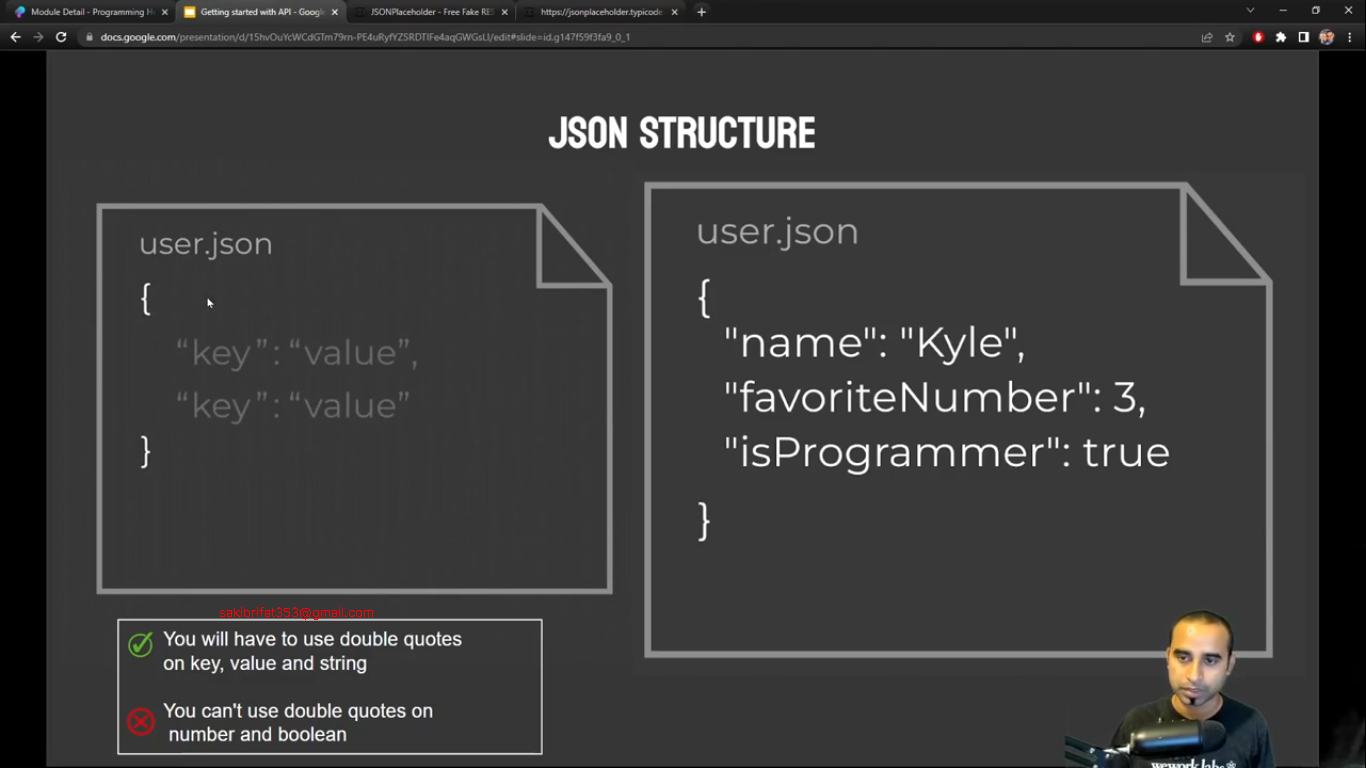 Module Detail - Programming H
Getting started with API - Google
JSONPlaceholder - Free Fake RES
https://jsonplaceholder.typicode
docs.google.com/presentation/d/15hvOuYcWCdGTm79rn-PE4uRyfYZSRDTIFe4aqGWGsLI/edit#slide=id.g147f59f3fa9_0_1
JSON STRUCTURE
user.json
{
“key”: “value”,
“key”: “value”
}
user.json
{
"name": "Kyle",
"favoriteNumber": 3,
"isProgrammer": true
}
sakibrifat353@gmail.com
You will have to use double quotes
on key, value and string
You can't use double quotes on
number and boolean
wework labs